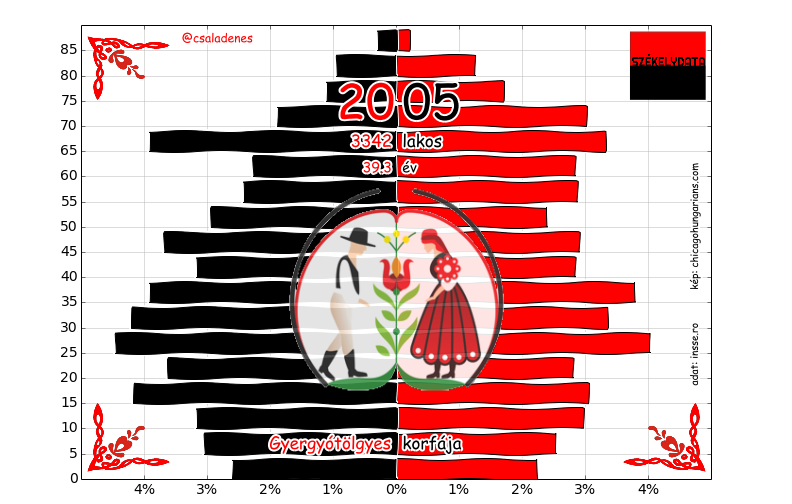 @csaladenes
SZÉKELYDATA
2005
3342 lakos
39.3 év
kép: chicagohungarians.com
adat: insse.ro
Gyergyótölgyes korfája
85
80
75
70
65
60
55
50
45
40
35
30
25
20
15
10
5
0
4% 3% 2% 1% 0% 1% 2% 3% 4%